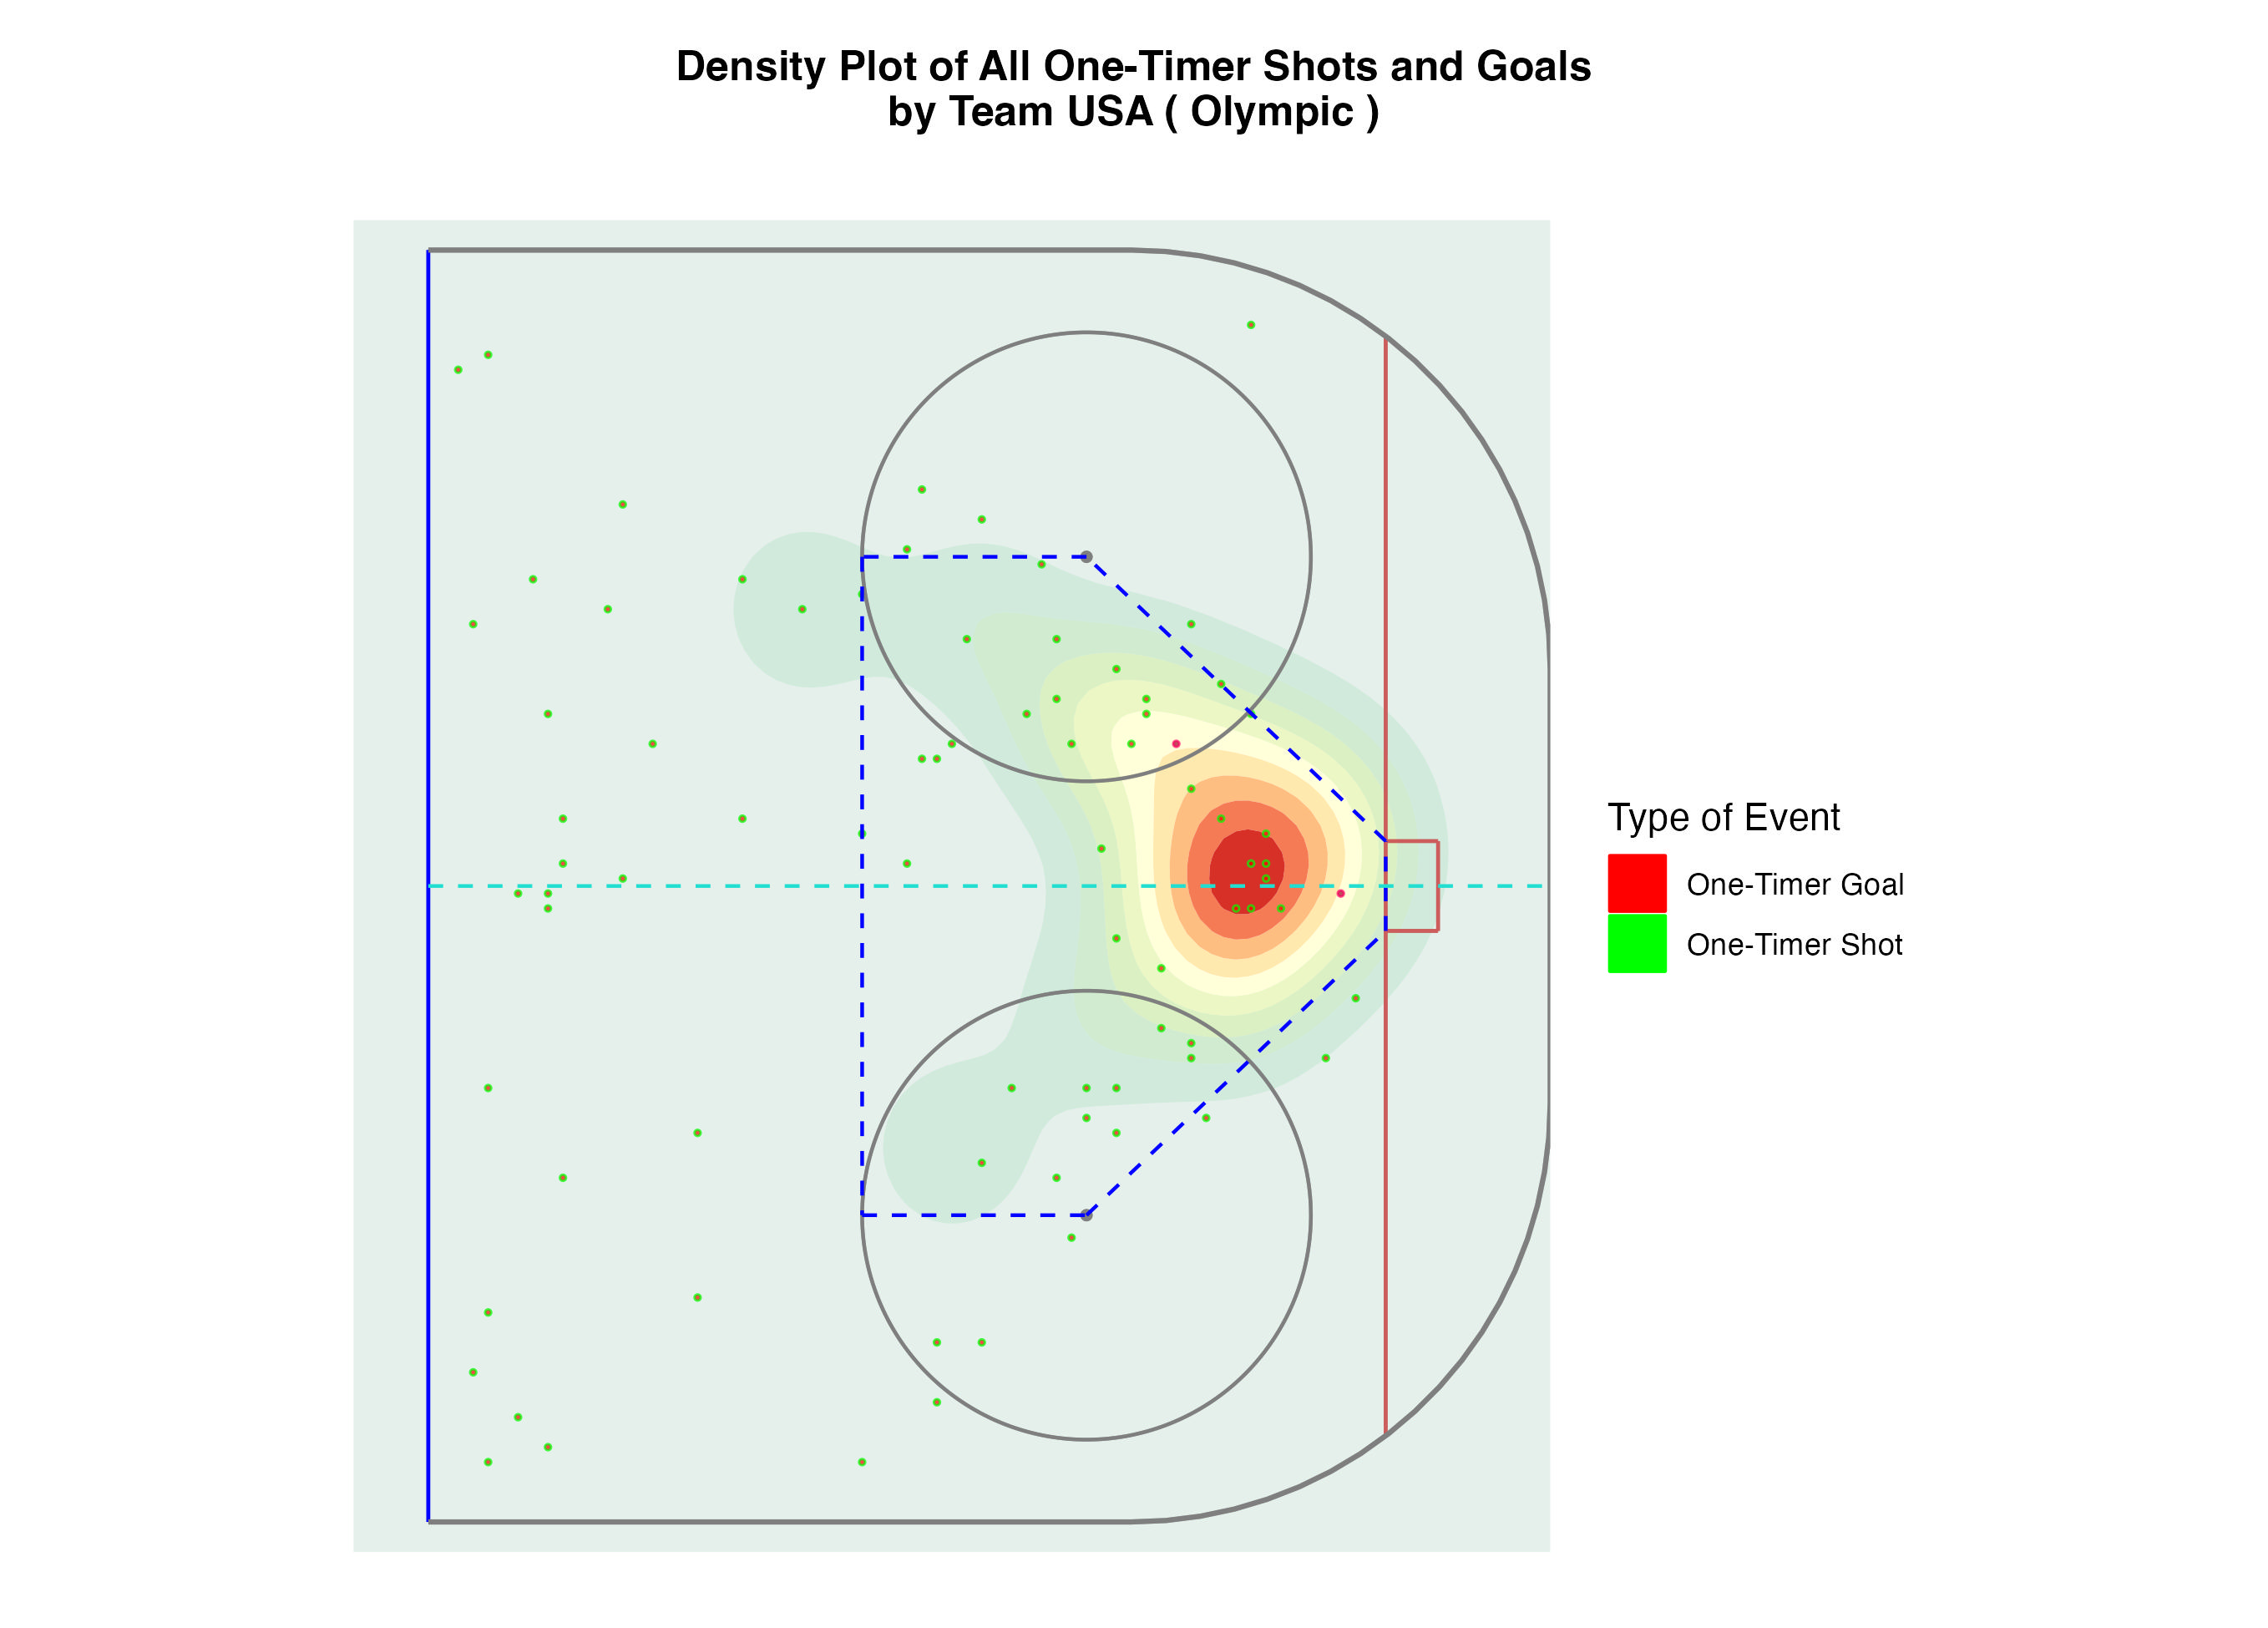 Density Plot of All One-Timer Shots and Goals
by Team USA ( Olympic )
Type of Event
One-Timer Goal
One-Timer Shot